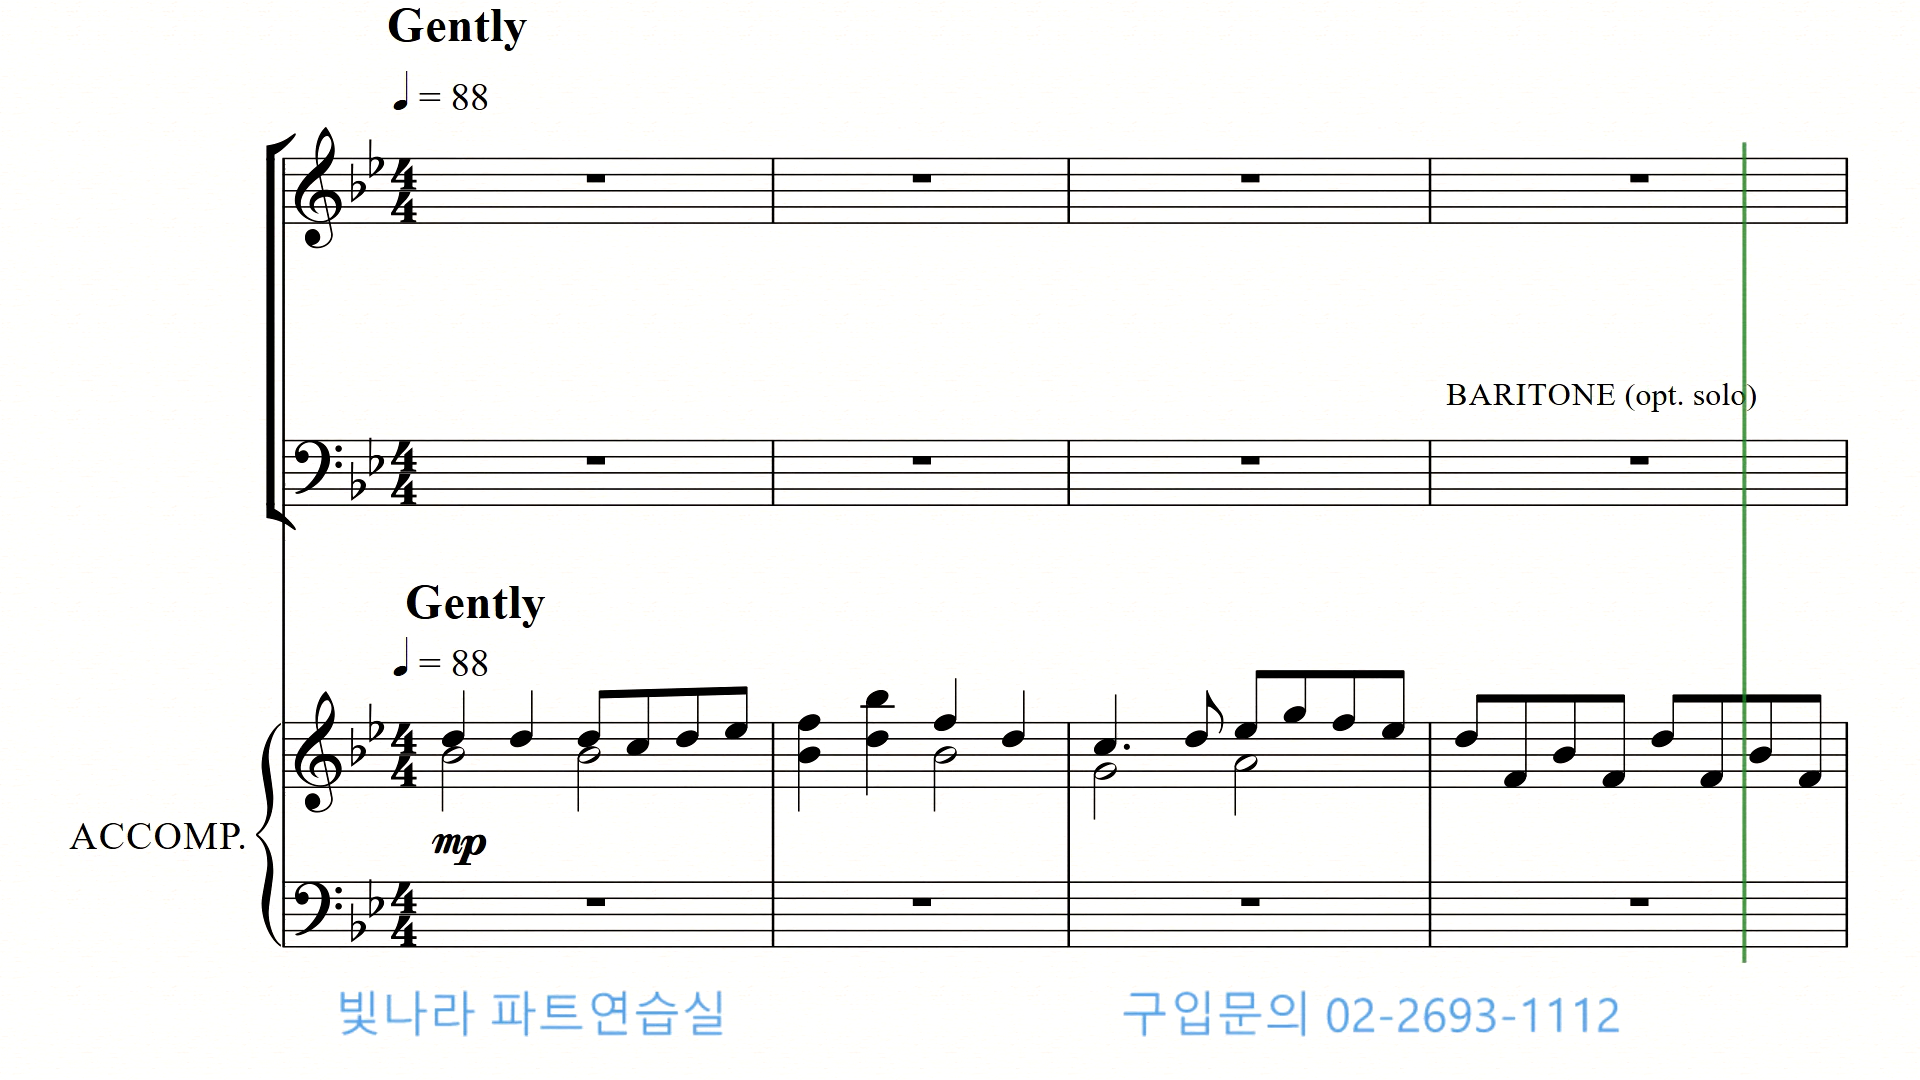 Gently
♩ = 88
BARITONE (opt. solo)
Gently
♩ = 88
ACCOMP.
mp
빛나라 파트연습실
구입문의 02-2693-1112